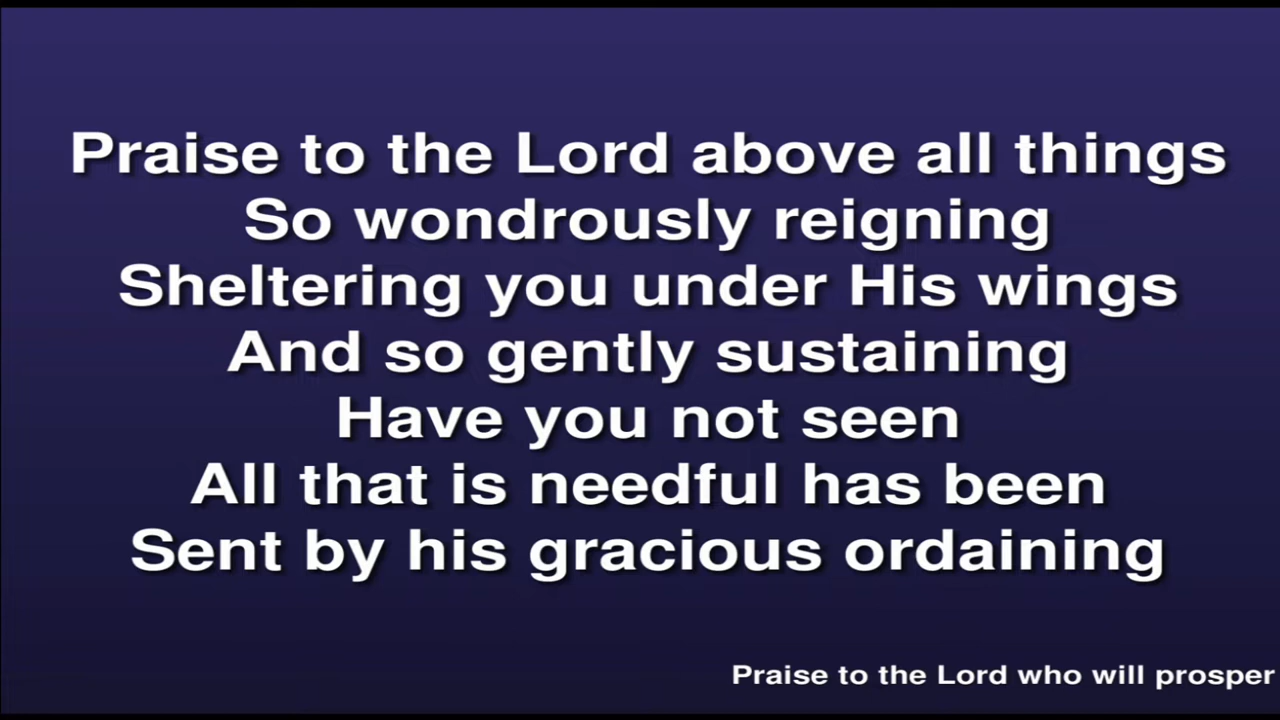 Praise to the Lord above all things
So wondrously reigning
Sheltering you under His wings
And so gently sustaining
Have you not seen
All that is needful has been
Sent by his gracious ordaining
Praise to the Lord who will prosper